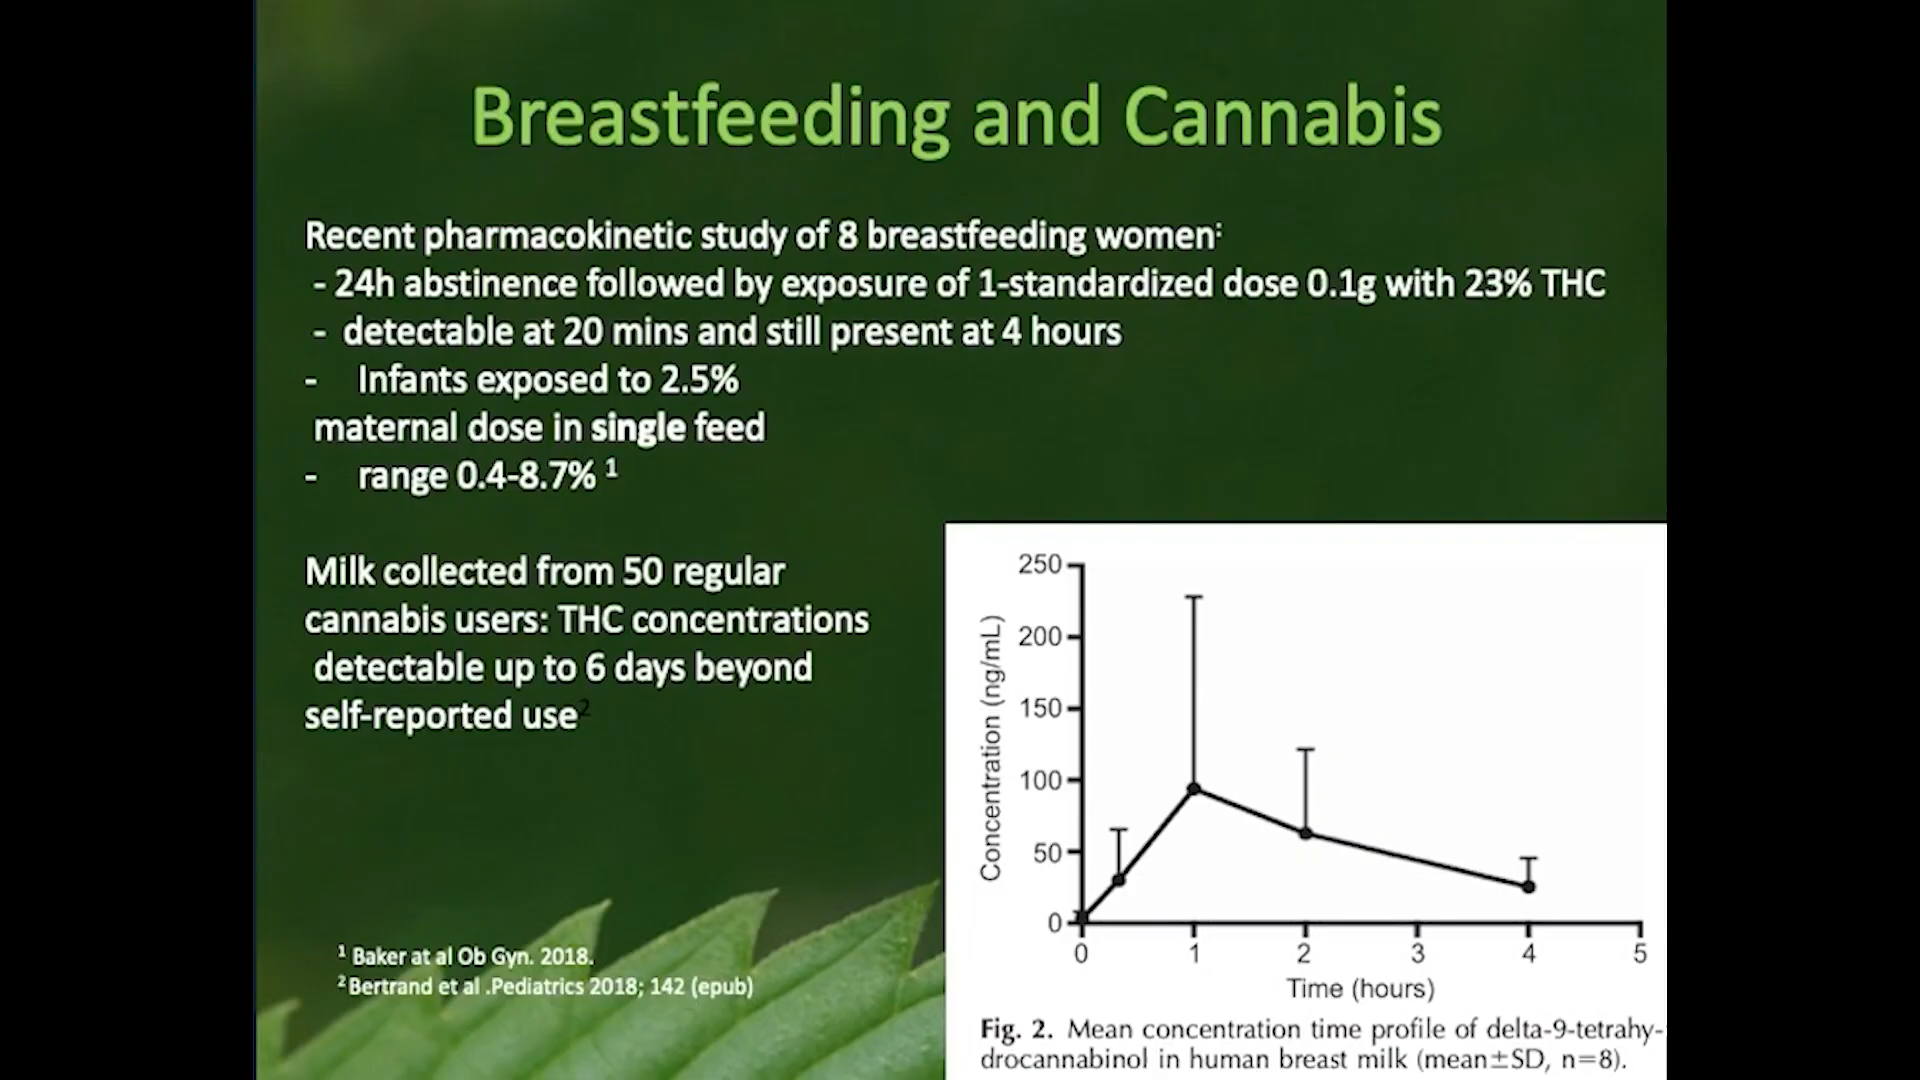 Breastfeeding and Cannabis
Recent pharmacokinetic study of 8 breastfeeding women:
- 24h abstinence followed by exposure of 1-standardized dose 0.1g with 23% THC
- detectable at 20 mins and still present at 4 hours
- Infants exposed to 2.5%
maternal dose in single feed
- range 0.4-8.7% 1
Milk collected from 50 regular
cannabis users: THC concentrations
detectable up to 6 days beyond
self-reported use2
1 Baker at al Ob Gyn. 2018.
2 Bertrand et al .Pediatrics 2018; 142 (epub)
Concentration (ng/mL)
250
200
150
100
50
0
0 1 2 3 4 5
Time (hours)
Fig. 2. Mean concentration time profile of delta-9-tetrahy-
drocannabinol in human breast milk (mean±SD, n=8).